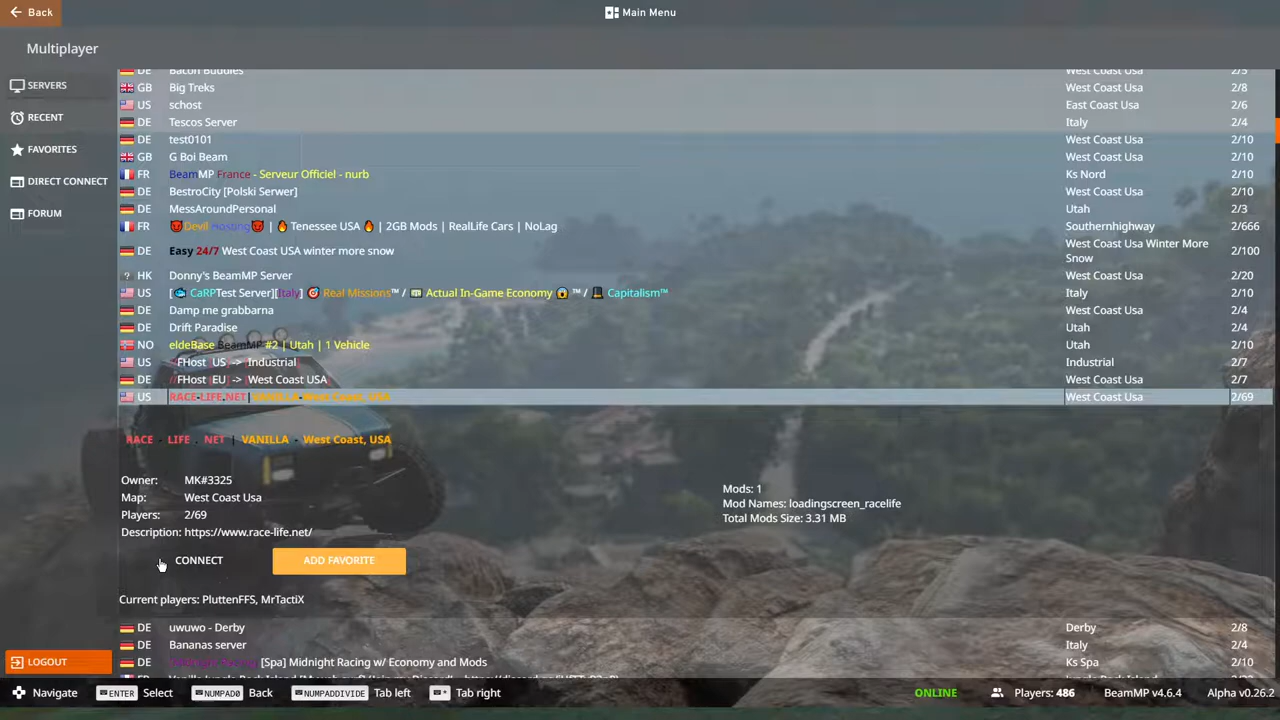 Back
Main Menu
Multiplayer
SERVERS
RECENT
FAVORITES
DIRECT CONNECT
FORUM
LOGOUT
DE Bacon Buddies West Coast Usa 2/5
GB Big Treks West Coast Usa 2/8
US schost East Coast Usa 2/6
DE Tescos Server Italy 2/4
DE test0101 West Coast Usa 2/10
GB G Boi Beam West Coast Usa 2/10
FR BeamMP France - Serveur Officiel - nurb Ks Nord 2/10
DE BestroCity [Polski Serwer] West Coast Usa 2/10
DE MessAroundPersonal Utah 2/3
FR 😈Devil Hosting😈 | 🔥 Tenessee USA 🔥 | 2GB Mods | RealLife Cars | NoLag Southernhighway 2/666
DE Easy 24/7 West Coast USA winter more snow West Coast Usa Winter More 2/100
Snow
? HK Donny's BeamMP Server West Coast Usa 2/20
US [🐟 CaRPTest Server][Italy] 🎯 Real Missions™ / 💵 Actual In-Game Economy 😱 ™ / 🎩 Capitalism™ Italy 2/10
DE Damp me grabbarna West Coast Usa 2/4
DE Drift Paradise Utah 2/4
NO eldeBase BeamMP #2 | Utah | 1 Vehicle Utah 2/10
US FHost US -> Industrial Industrial 2/7
DE FHost EU -> West Coast USA West Coast Usa 2/7
US RACE-LIFE.NET | VANILLA - West Coast, USA West Coast Usa 2/69
RACE - LIFE . NET | VANILLA - West Coast, USA
Owner: MK#3325
Map: West Coast Usa
Players: 2/69
Description: https://www.race-life.net/
Mods: 1
Mod Names: loadingscreen_racelife
Total Mods Size: 3.31 MB
CONNECT
ADD FAVORITE
Current players: PluttenFFS, MrTactiX
DE uwuwo - Derby Derby 2/8
DE Bananas server Italy 2/4
DE Midnight Racing [Spa] Midnight Racing w/ Economy and Mods Ks Spa 2/10
Navigate ENTER Select NUMPAD0 Back NUMPADDIVIDE Tab left Tab right ONLINE Players: 486 BeamMP v4.6.4 Alpha v0.26.2